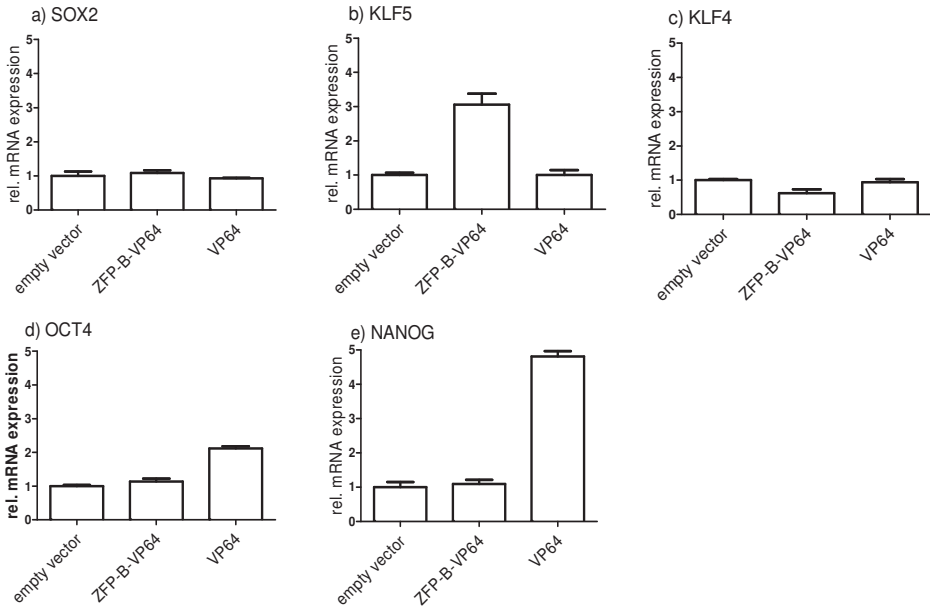 a) SOX2
rel. mRNA expression
5
4
3
2
1
0
empty vector
ZFP-B-VP64
VP64
b) KLF5
rel. mRNA expression
5
4
3
2
1
0
empty vector
ZFP-B-VP64
VP64
c) KLF4
rel. mRNA expression
5
4
3
2
1
0
empty vector
ZFP-B-VP64
VP64
d) OCT4
rel. mRNA expression
5
4
3
2
1
0
empty vector
ZFP-B-VP64
VP64
e) NANOG
rel. mRNA expression
5
4
3
2
1
0
empty vector
ZFP-B-VP64
VP64